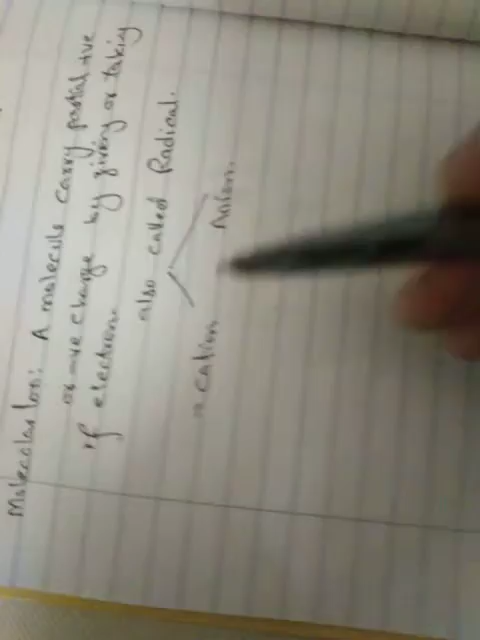 Molecular Ion: A molecule carry partial +ve
or -ve charge by giving or taking
of electron.
also called Radical.
Cation
Anion.